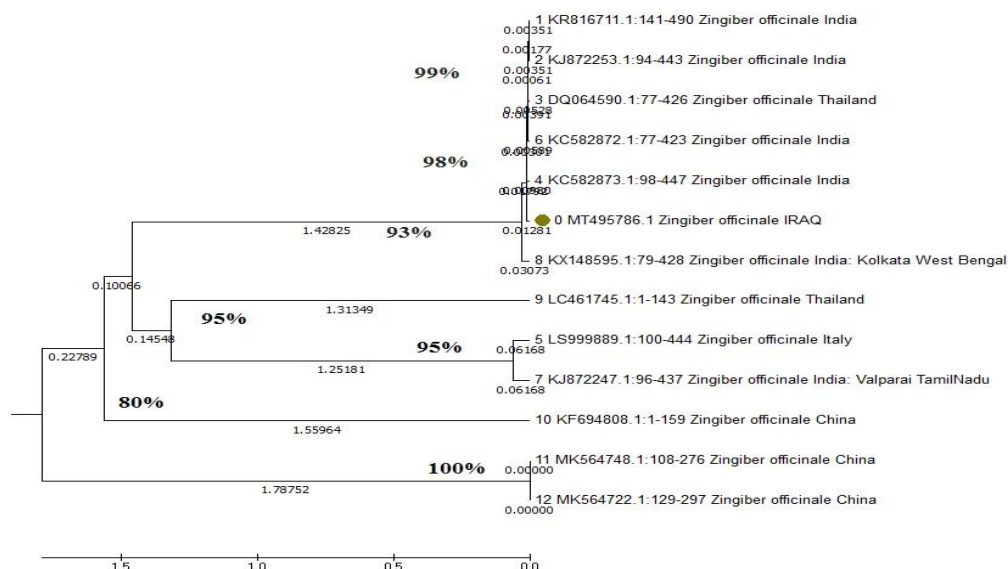 1 KR816711.1:141-490 Zingiber officinale India
0.00351
0.00177
2 KJ872253.1:94-443 Zingiber officinale India
0.00351
99%
0.00061
3 DQ064590.1:77-426 Zingiber officinale Thailand
0.00528
0.00391
6 KC582872.1:77-423 Zingiber officinale India
98%
4 KC582873.1:98-447 Zingiber officinale India
0 MT495786.1 Zingiber officinale IRAQ
1.42825
93%
0.01281
8 KX148595.1:79-428 Zingiber officinale India: Kolkata West Bengal
0.03073
0.10066
9 LC461745.1:1-143 Zingiber officinale Thailand
1.31349
95%
0.14548
5 LS999889.1:100-444 Zingiber officinale Italy
95%
0.06168
0.22789
1.25181
7 KJ872247.1:96-437 Zingiber officinale India: Valparai TamilNadu
0.06168
80%
10 KF694808.1:1-159 Zingiber officinale China
1.55964
11 MK564748.1:108-276 Zingiber officinale China
100%
0.00000
1.78752
12 MK564722.1:129-297 Zingiber officinale China
0.00000
1.5 1.0 0.5 0.0